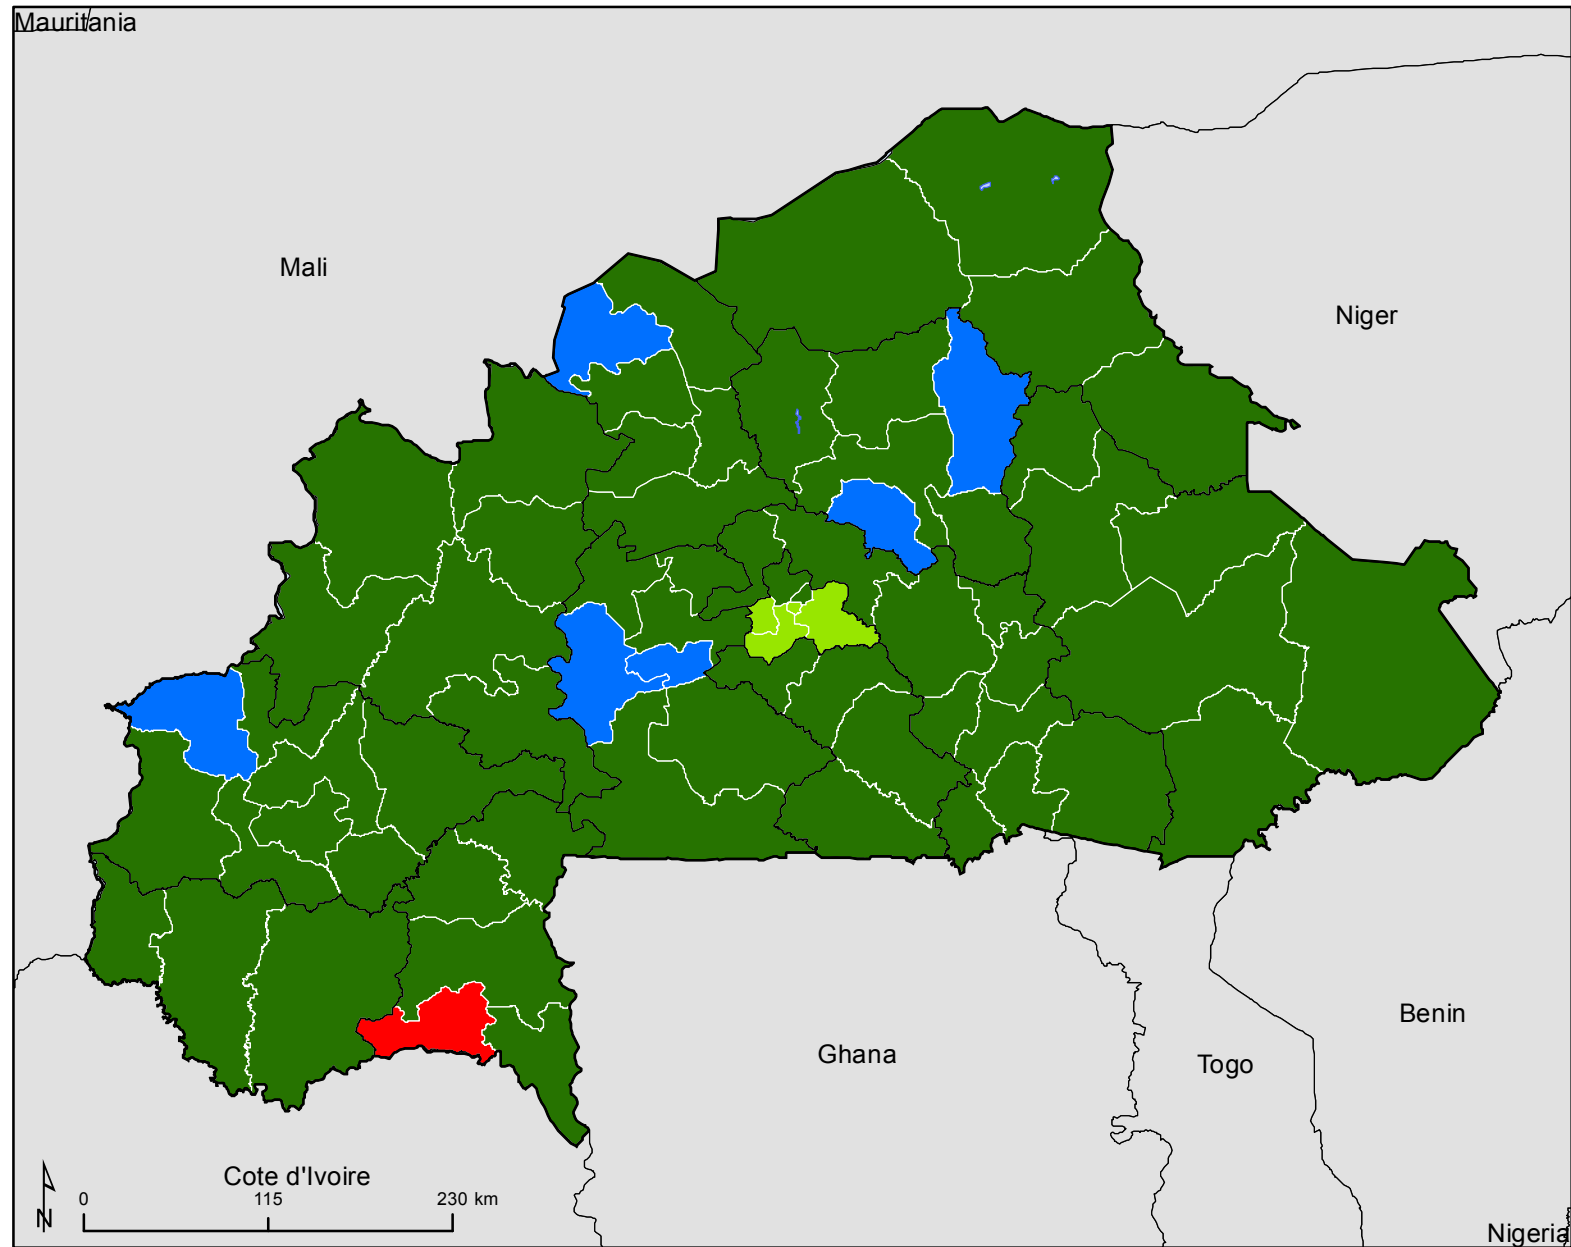 Mauritania
Mali
Niger
Benin
Ghana
Togo
Cote d'Ivoire
0 115 230 km
N
Nigeria